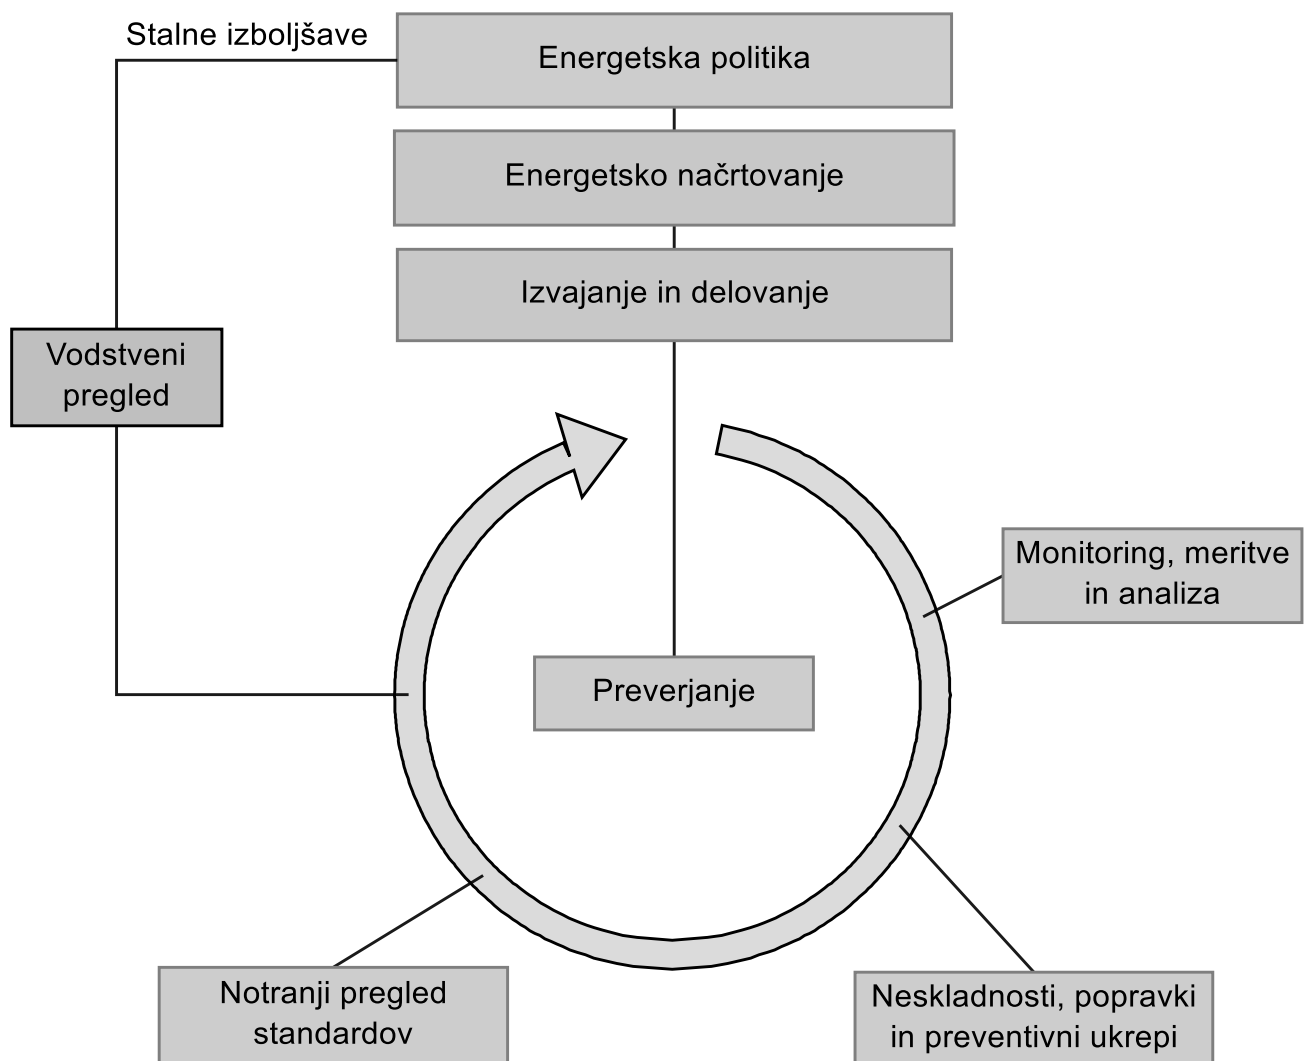 Stalne izboljšave
Energetska politika
Energetsko načrtovanje
Izvajanje in delovanje
Vodstveni
pregled
Monitoring, meritve
in analiza
Preverjanje
Notranji pregled
standardov
Neskladnosti, popravki
in preventivni ukrepi